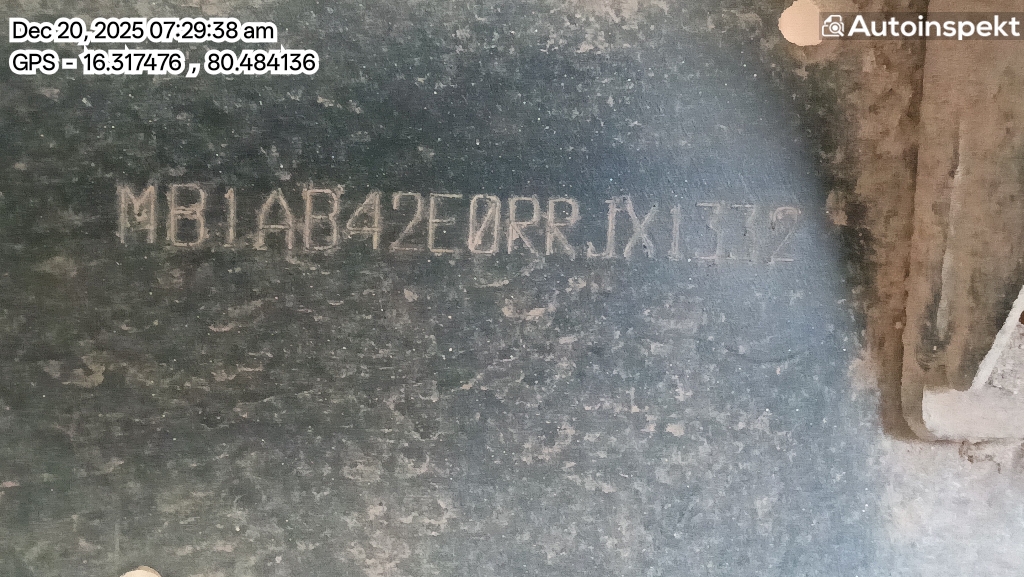 Dec 20, 2025 07:29:38 am
GPS - 16.317476 , 80.484136
Autoinspekt
MB1AB42E0RRJX1332